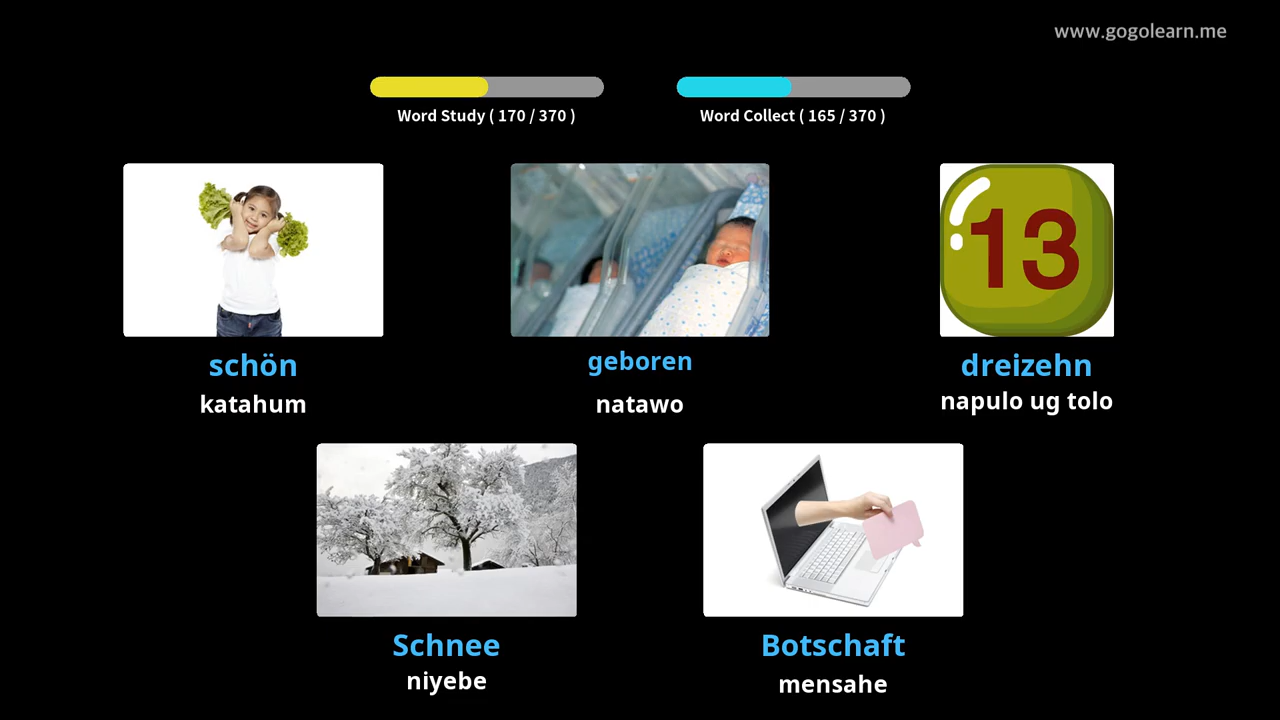 www.gogolearn.me
Word Study ( 170 / 370 )
Word Collect ( 165 / 370 )
13
schön
katahum
geboren
natawo
dreizehn
napulo ug tolo
Schnee
niyebe
Botschaft
mensahe